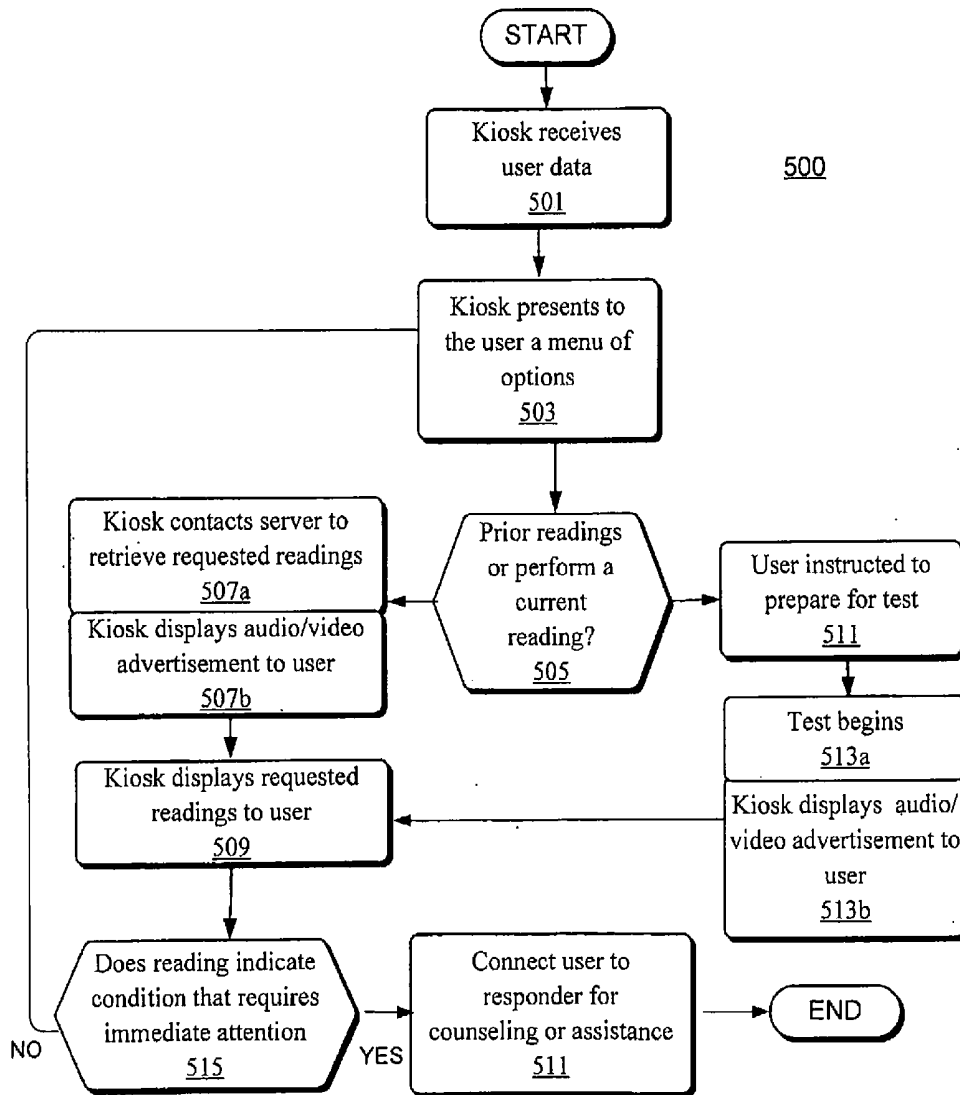 START
Kiosk receives
user data
501
500
Kiosk presents to
the user a menu of
options
503
Kiosk contacts server to
retrieve requested readings
507a
Kiosk displays audio/video
advertisement to user
507b
Prior readings
or perform a
current
reading?
505
User instructed to
prepare for test
511
Test begins
513a
Kiosk displays audio/
video advertisement to
user
513b
Kiosk displays requested
readings to user
509
Does reading indicate
condition that requires
immediate attention
515
NO
YES
Connect user to
responder for
counseling or assistance
511
END